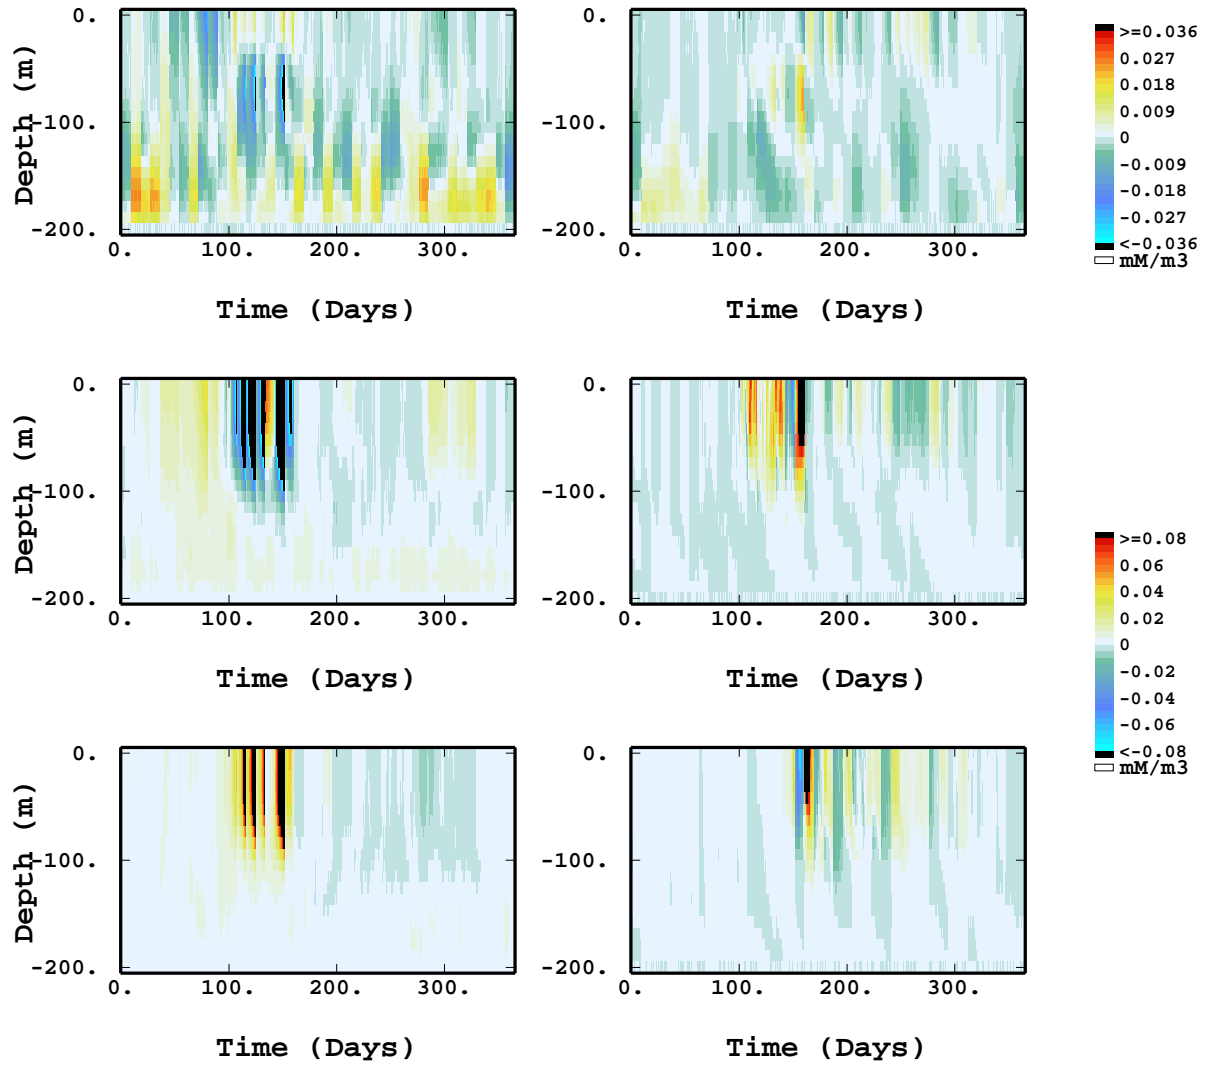 0.
-100.
-200.
Depth (m)
0. 100. 200. 300.
Time (Days)
0.
-100.
-200.
0. 100. 200. 300.
Time (Days)
>=0.036
0.027
0.018
0.009
0
-0.009
-0.018
-0.027
<-0.036
mM/m3
0.
-100.
-200.
Depth (m)
0. 100. 200. 300.
Time (Days)
0.
-100.
-200.
0. 100. 200. 300.
Time (Days)
>=0.08
0.06
0.04
0.02
0
-0.02
-0.04
-0.06
<-0.08
mM/m3
0.
-100.
-200.
Depth (m)
0. 100. 200. 300.
Time (Days)
0.
-100.
-200.
0. 100. 200. 300.
Time (Days)